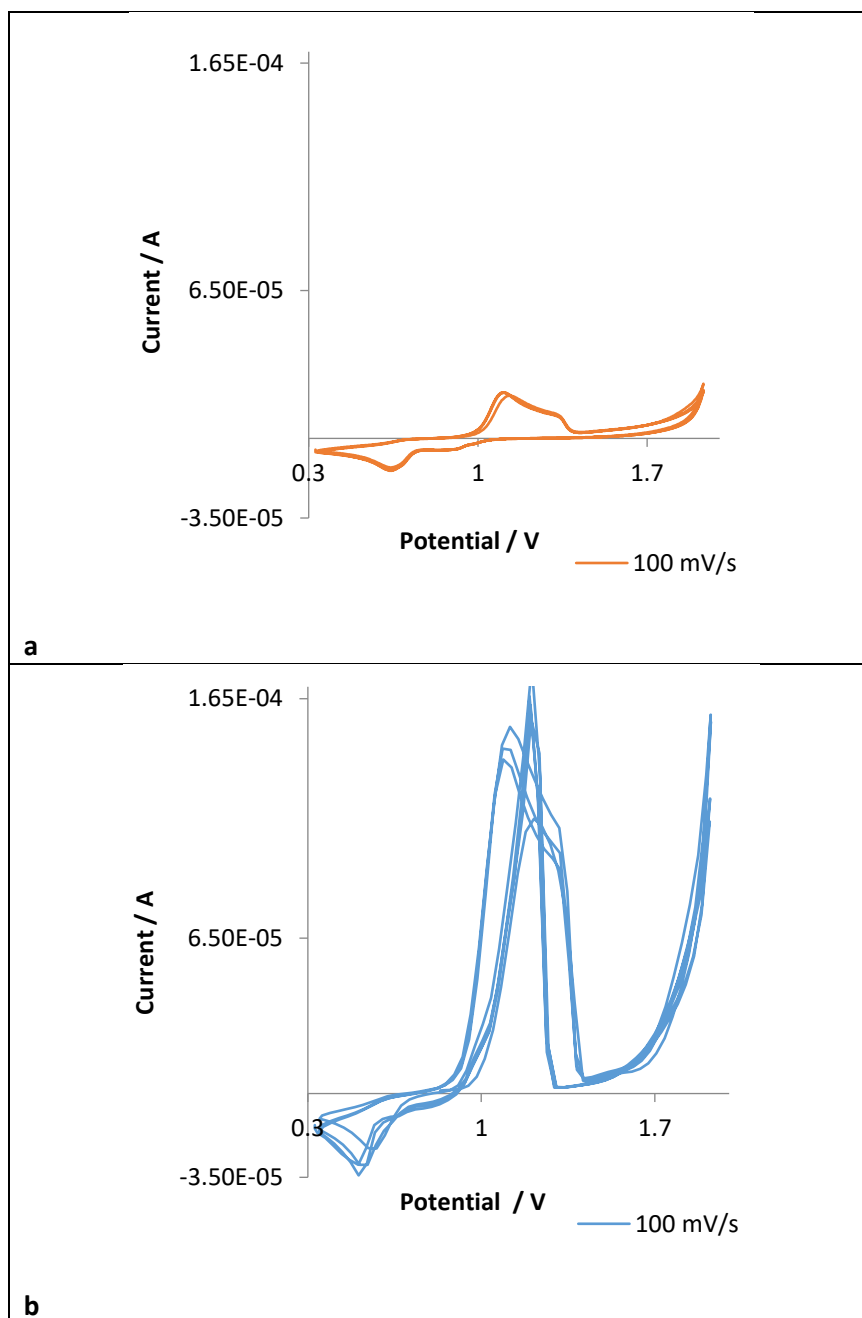 1.65E-04
6.50E-05
-3.50E-05
0.3 1 1.7
Current / A
Potential / V
100 mV/s
a
1.65E-04
6.50E-05
-3.50E-05
0.3 1 1.7
Current / A
Potential / V
100 mV/s
b